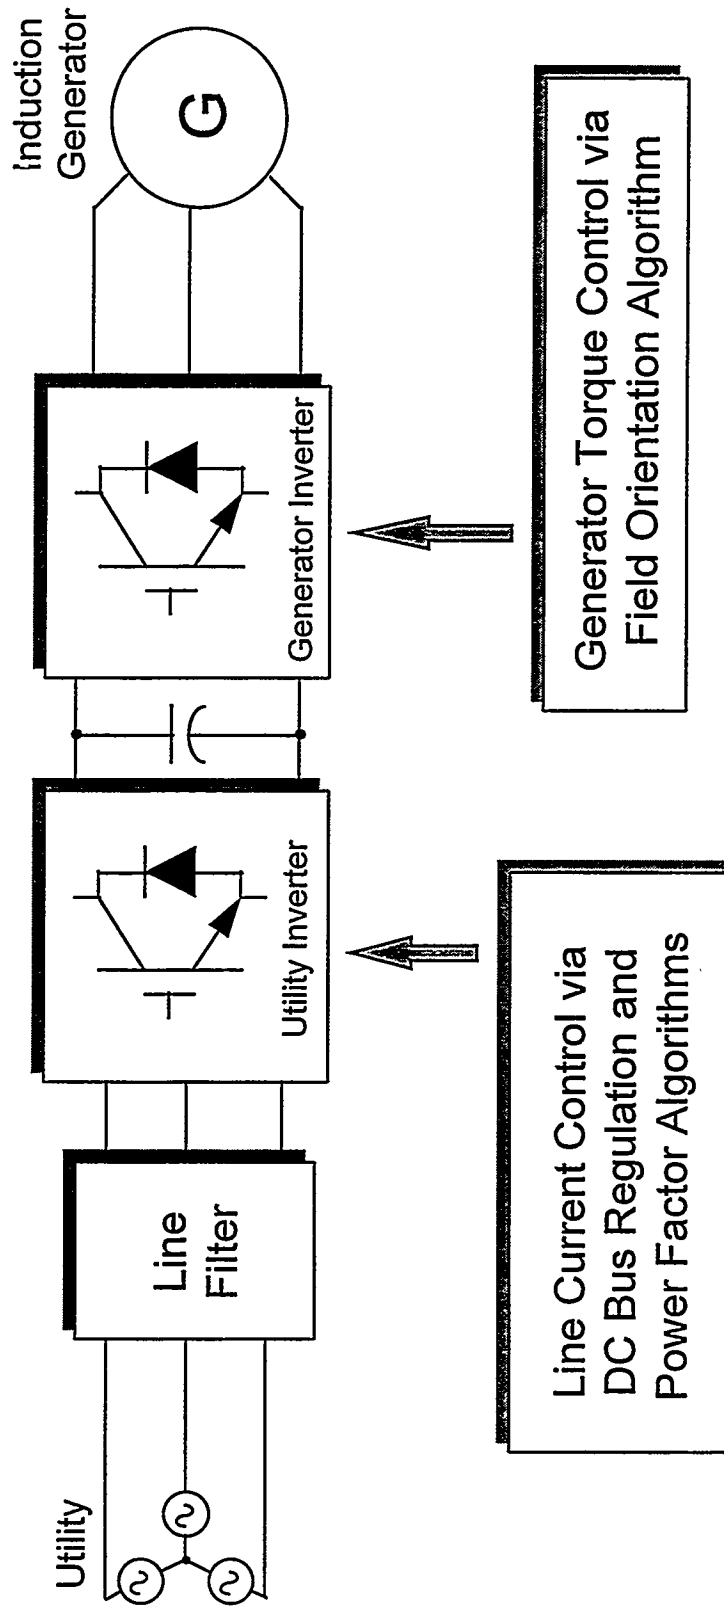 Utility
Line
Filter
Utility Inverter
Generator Inverter
Induction
Generator
G
Line Current Control via
DC Bus Regulation and
Power Factor Algorithms
Generator Torque Control via
Field Orientation Algorithm